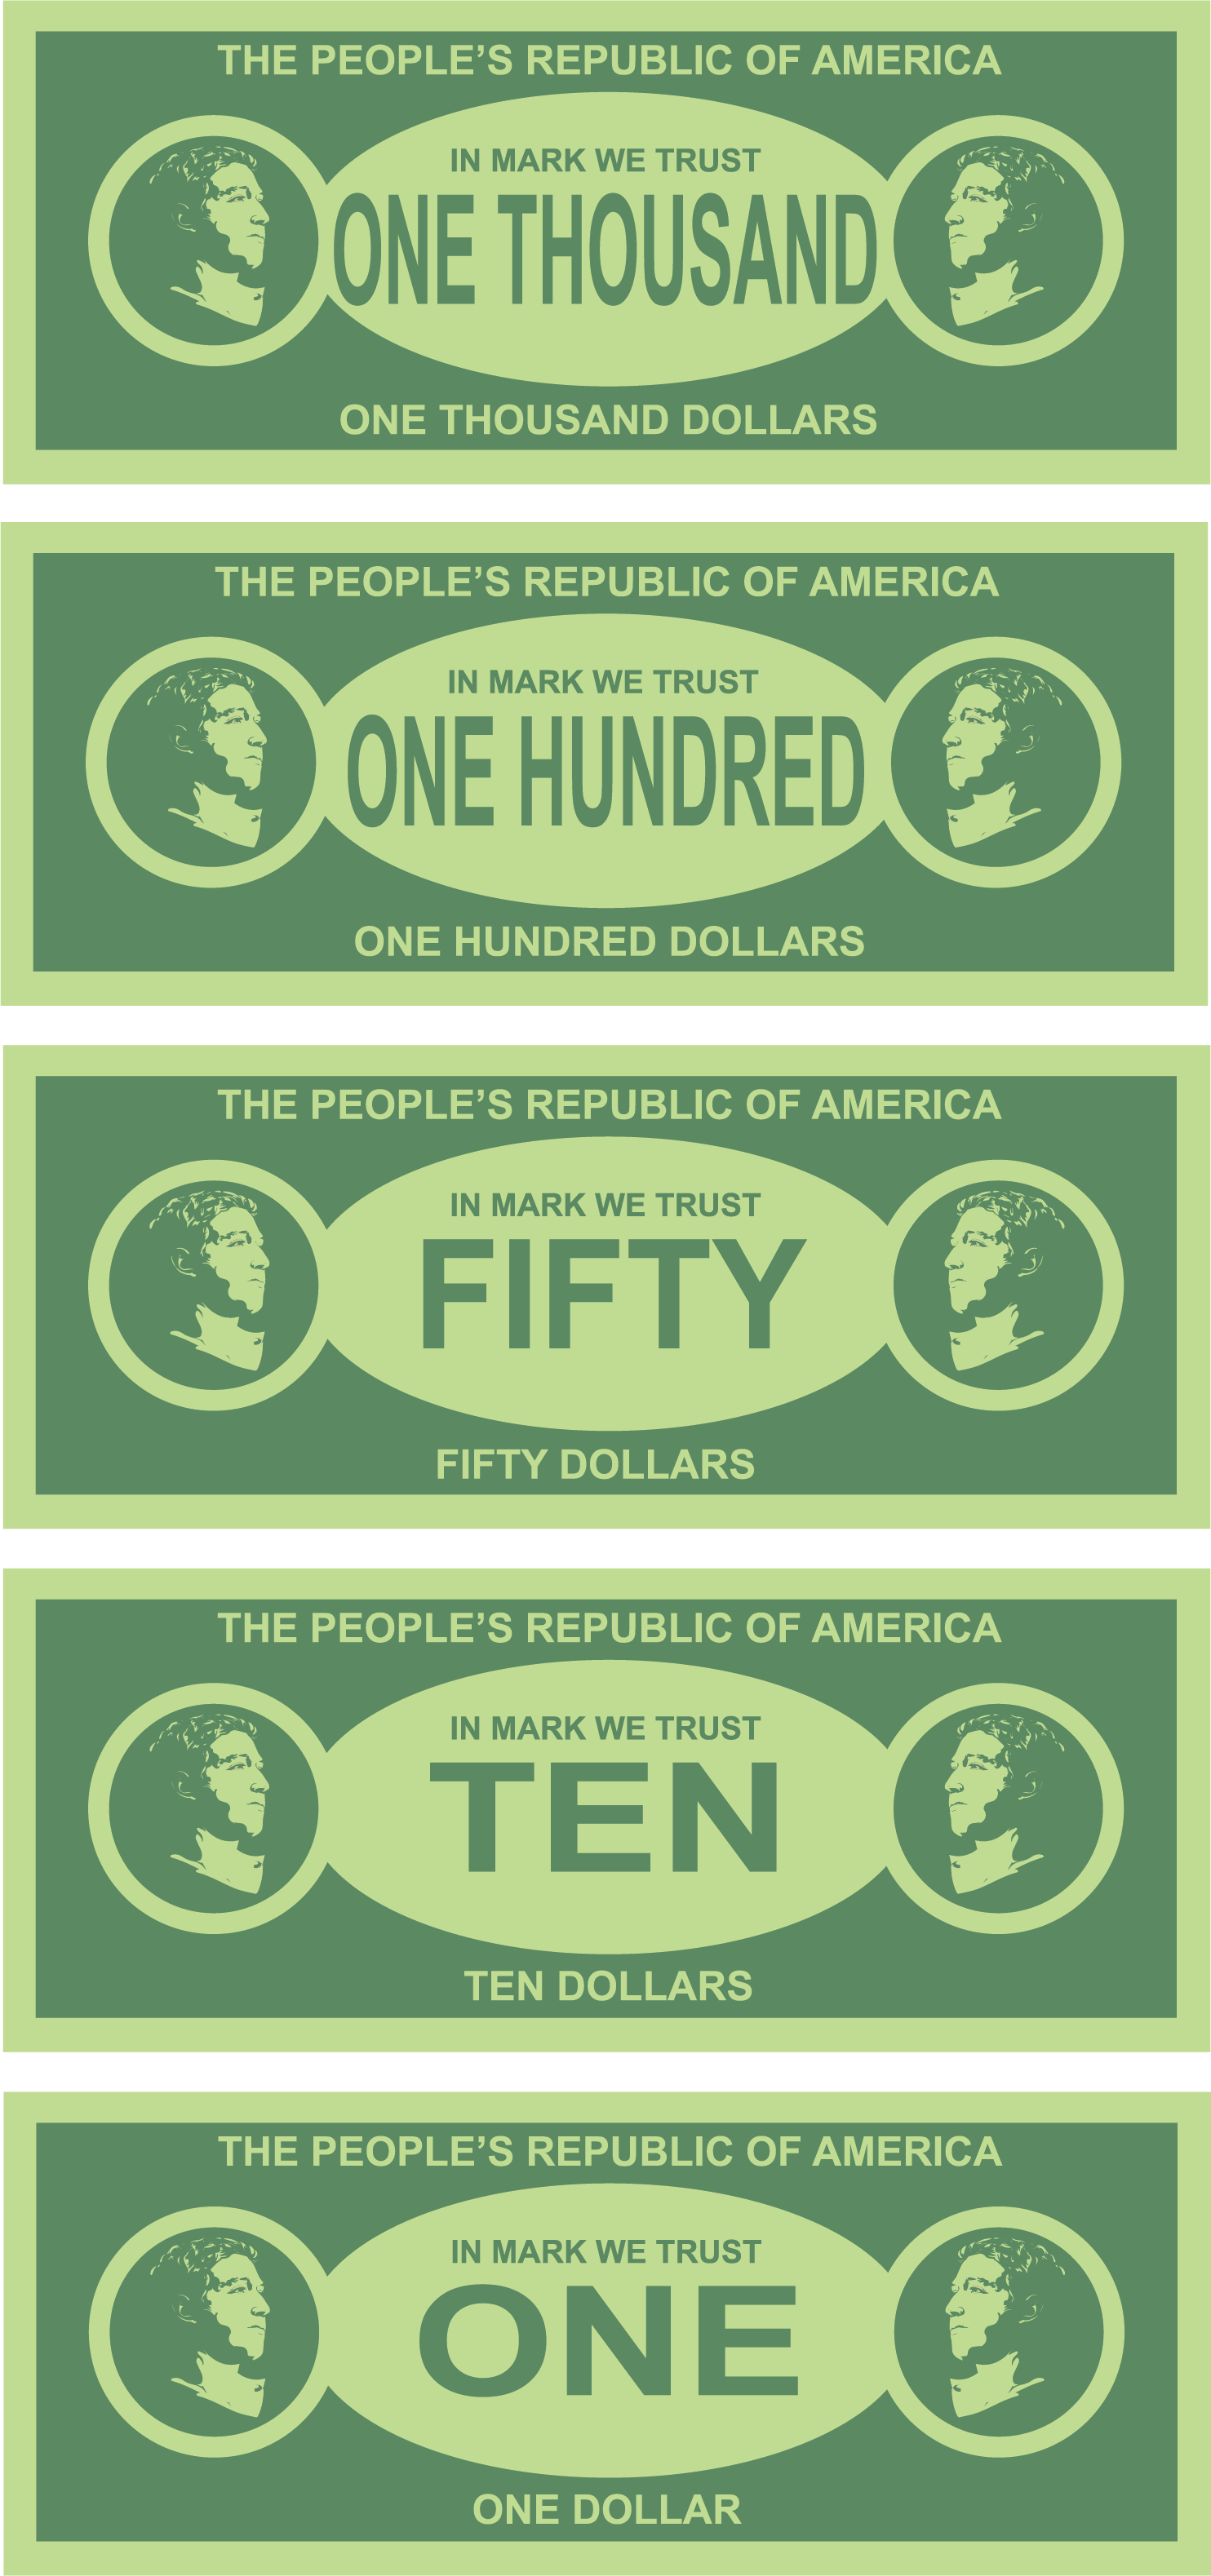 THE PEOPLE’S REPUBLIC OF AMERICA
IN MARK WE TRUST
ONE THOUSAND
ONE THOUSAND DOLLARS
THE PEOPLE’S REPUBLIC OF AMERICA
IN MARK WE TRUST
ONE HUNDRED
ONE HUNDRED DOLLARS
THE PEOPLE’S REPUBLIC OF AMERICA
IN MARK WE TRUST
FIFTY
FIFTY DOLLARS
THE PEOPLE’S REPUBLIC OF AMERICA
IN MARK WE TRUST
TEN
TEN DOLLARS
THE PEOPLE’S REPUBLIC OF AMERICA
IN MARK WE TRUST
ONE
ONE DOLLAR